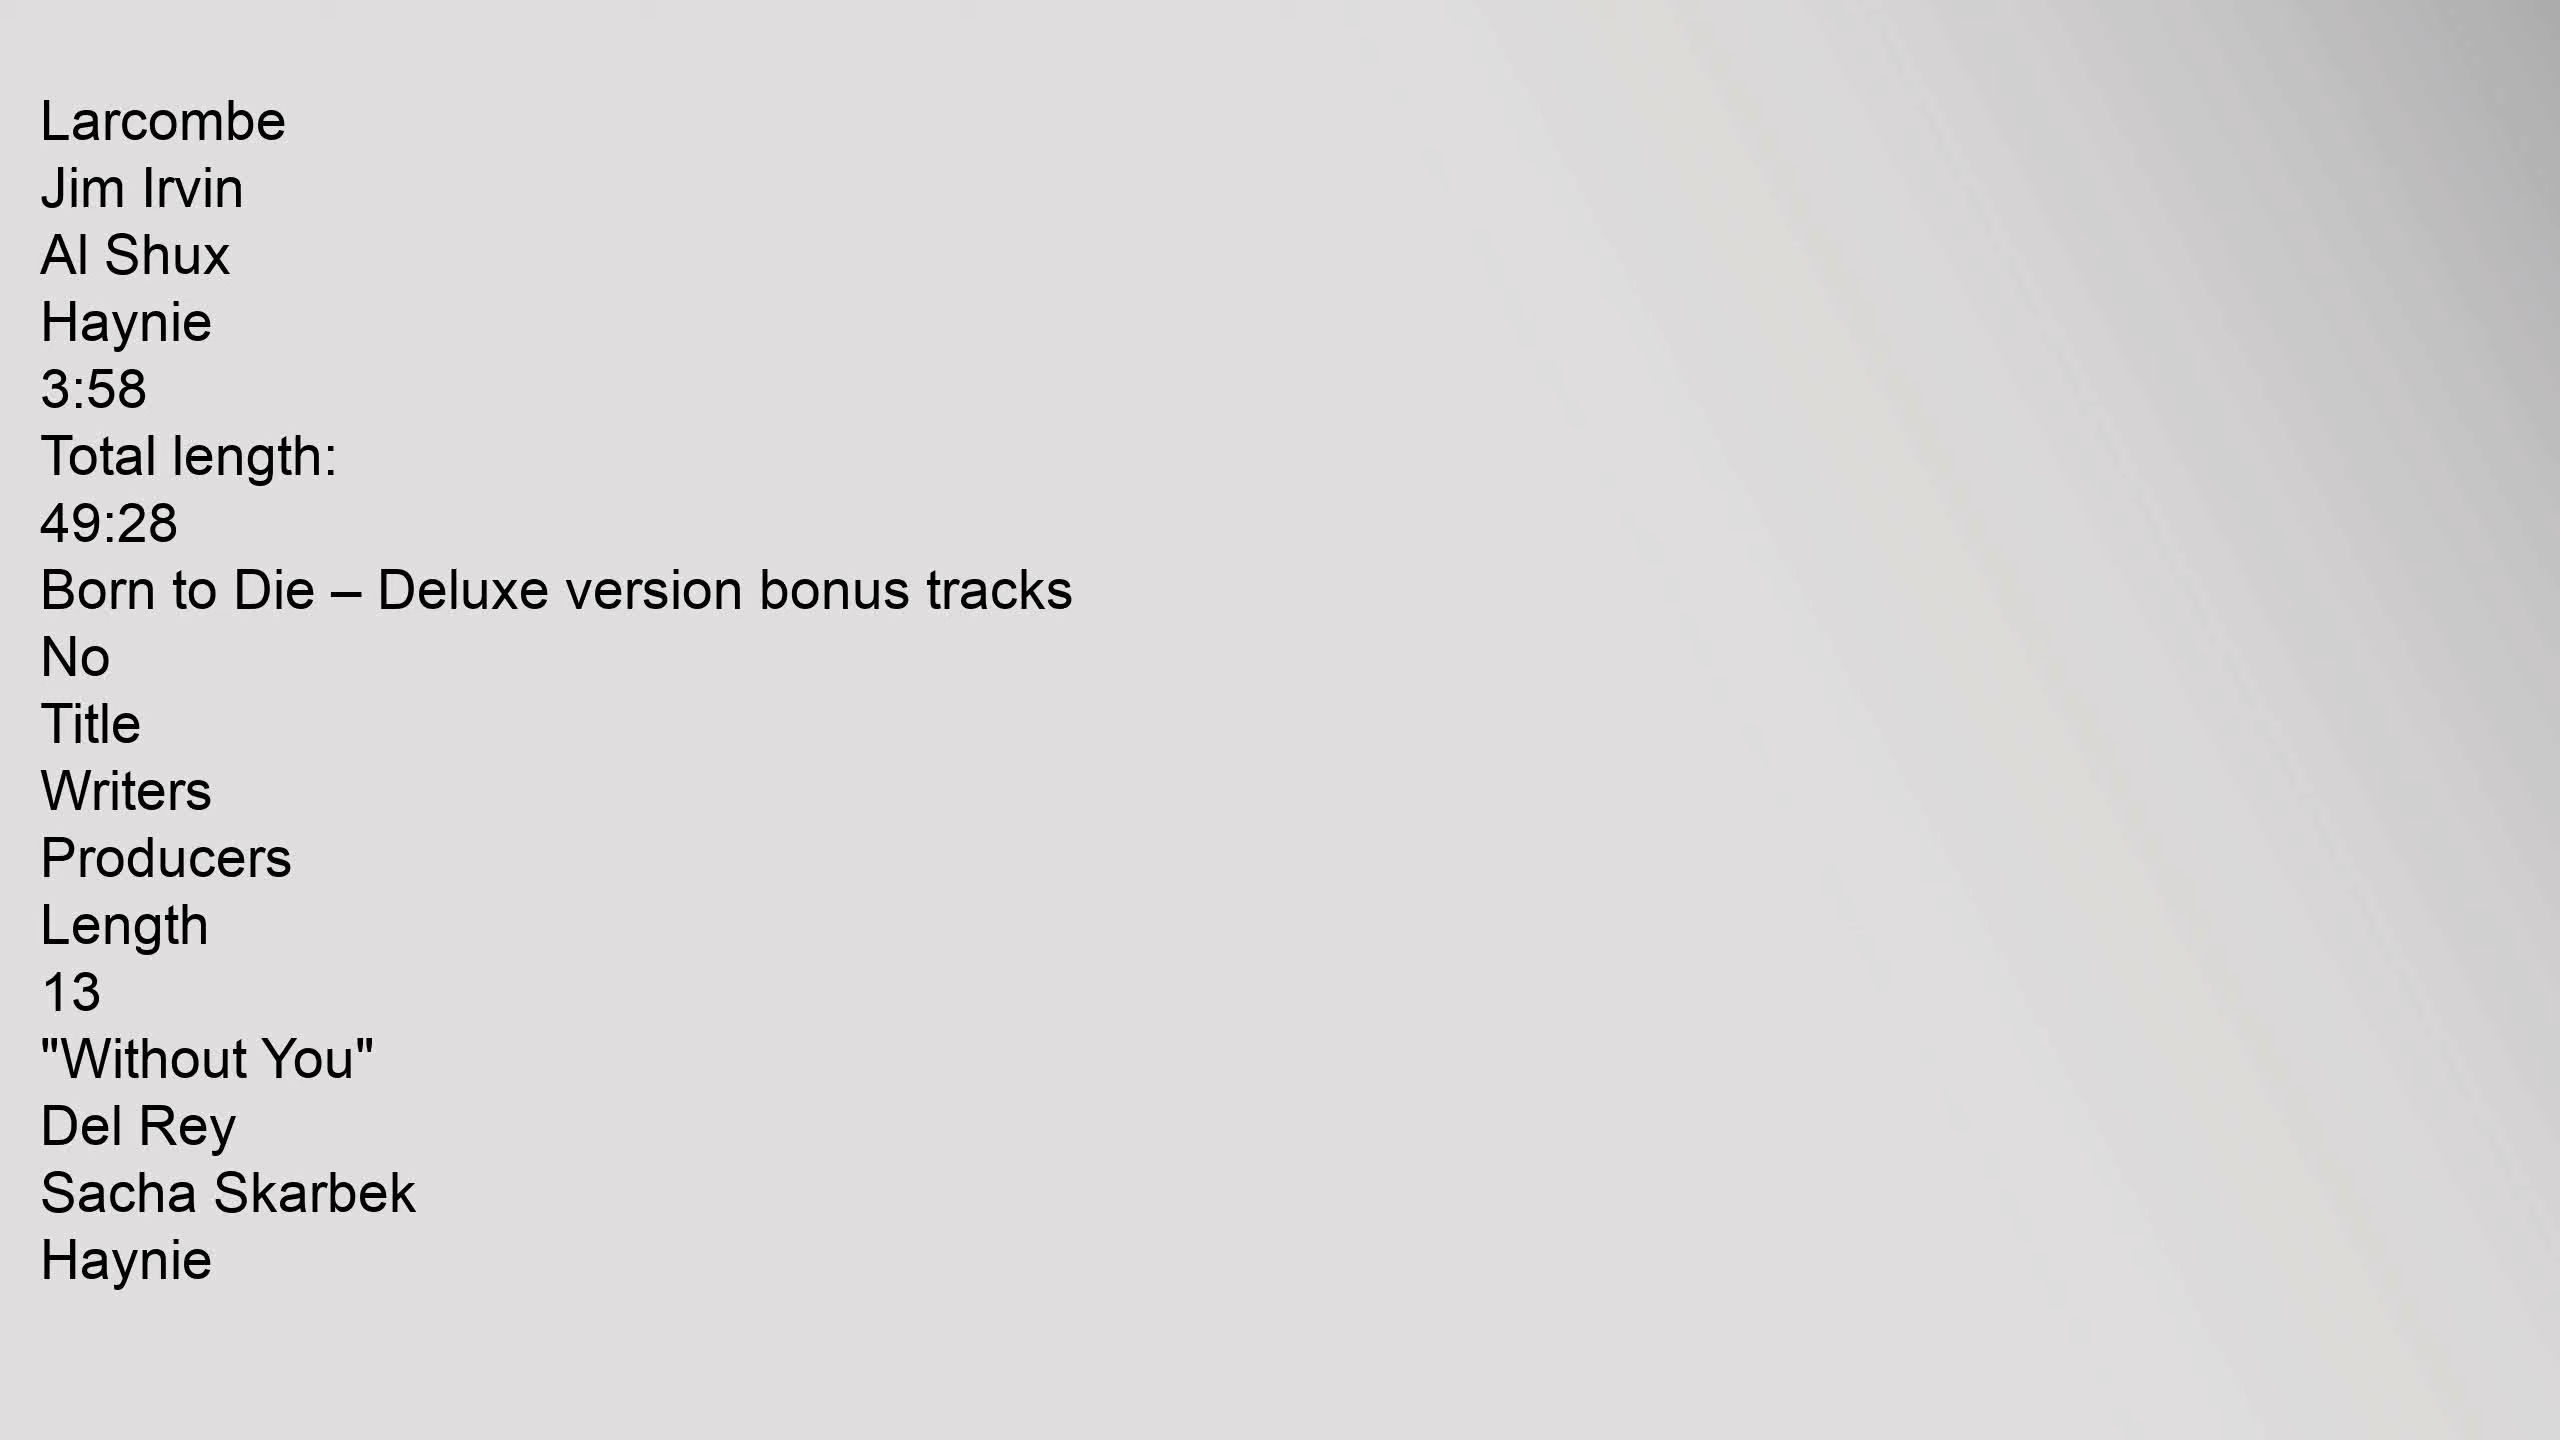 Larcombe
Jim Irvin
Al Shux
Haynie
3:58
Total length:
49:28
Born to Die – Deluxe version bonus tracks
No
Title
Writers
Producers
Length
13
"Without You"
Del Rey
Sacha Skarbek
Haynie